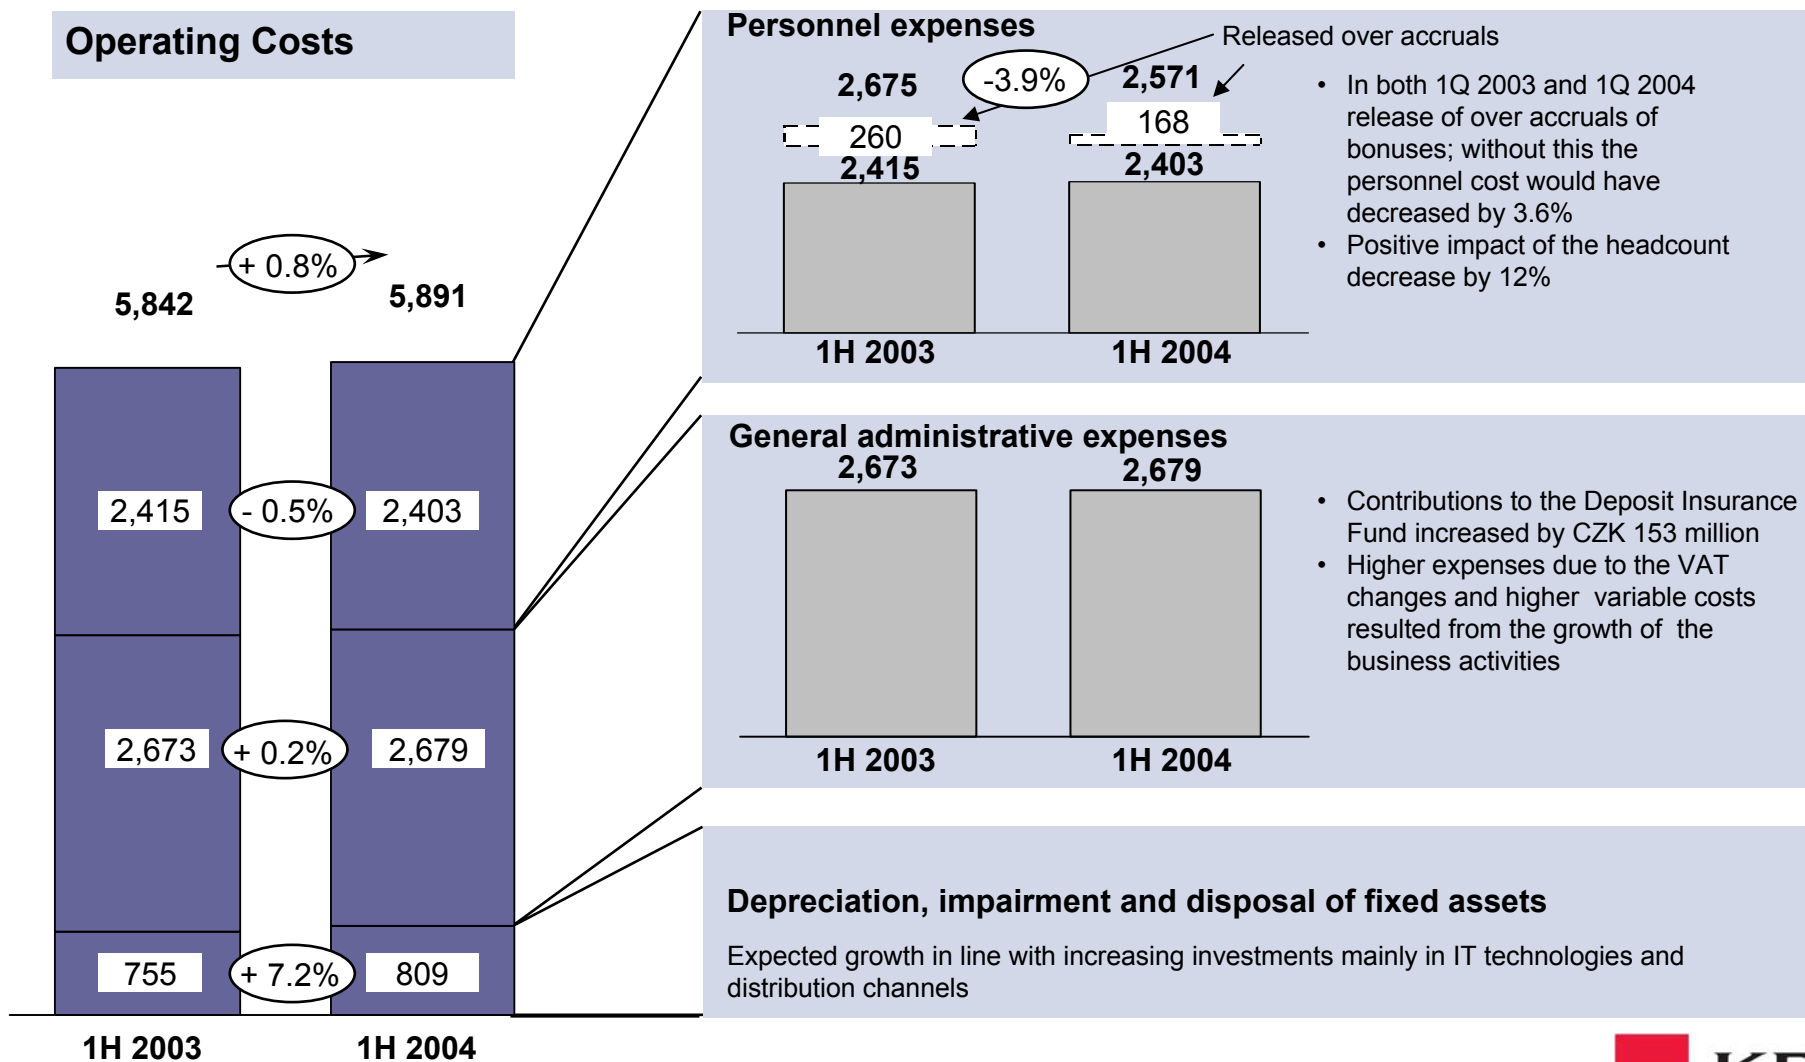 Operating Costs
+ 0.8%
5,842
5,891
2,415
- 0.5%
2,403
2,673
+ 0.2%
2,679
755
+ 7.2%
809
1H 2003
1H 2004
Personnel expenses
Released over accruals
2,675
-3.9%
2,571
260
168
2,415
2,403
1H 2003
1H 2004
• In both 1Q 2003 and 1Q 2004
release of over accruals of
bonuses; without this the
personnel cost would have
decreased by 3.6%
• Positive impact of the headcount
decrease by 12%
General administrative expenses
2,673
2,679
1H 2003
1H 2004
• Contributions to the Deposit Insurance
Fund increased by CZK 153 million
• Higher expenses due to the VAT
changes and higher variable costs
resulted from the growth of the
business activities
Depreciation, impairment and disposal of fixed assets
Expected growth in line with increasing investments mainly in IT technologies and
distribution channels